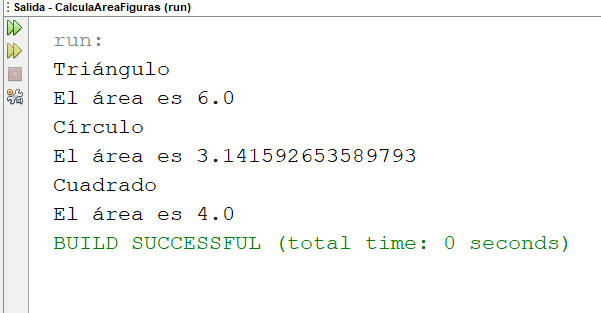 Salida - CalculaAreaFiguras (run)
run:
Triángulo
El área es 6.0
Círculo
El área es 3.141592653589793
Cuadrado
El área es 4.0
BUILD SUCCESSFUL (total time: 0 seconds)